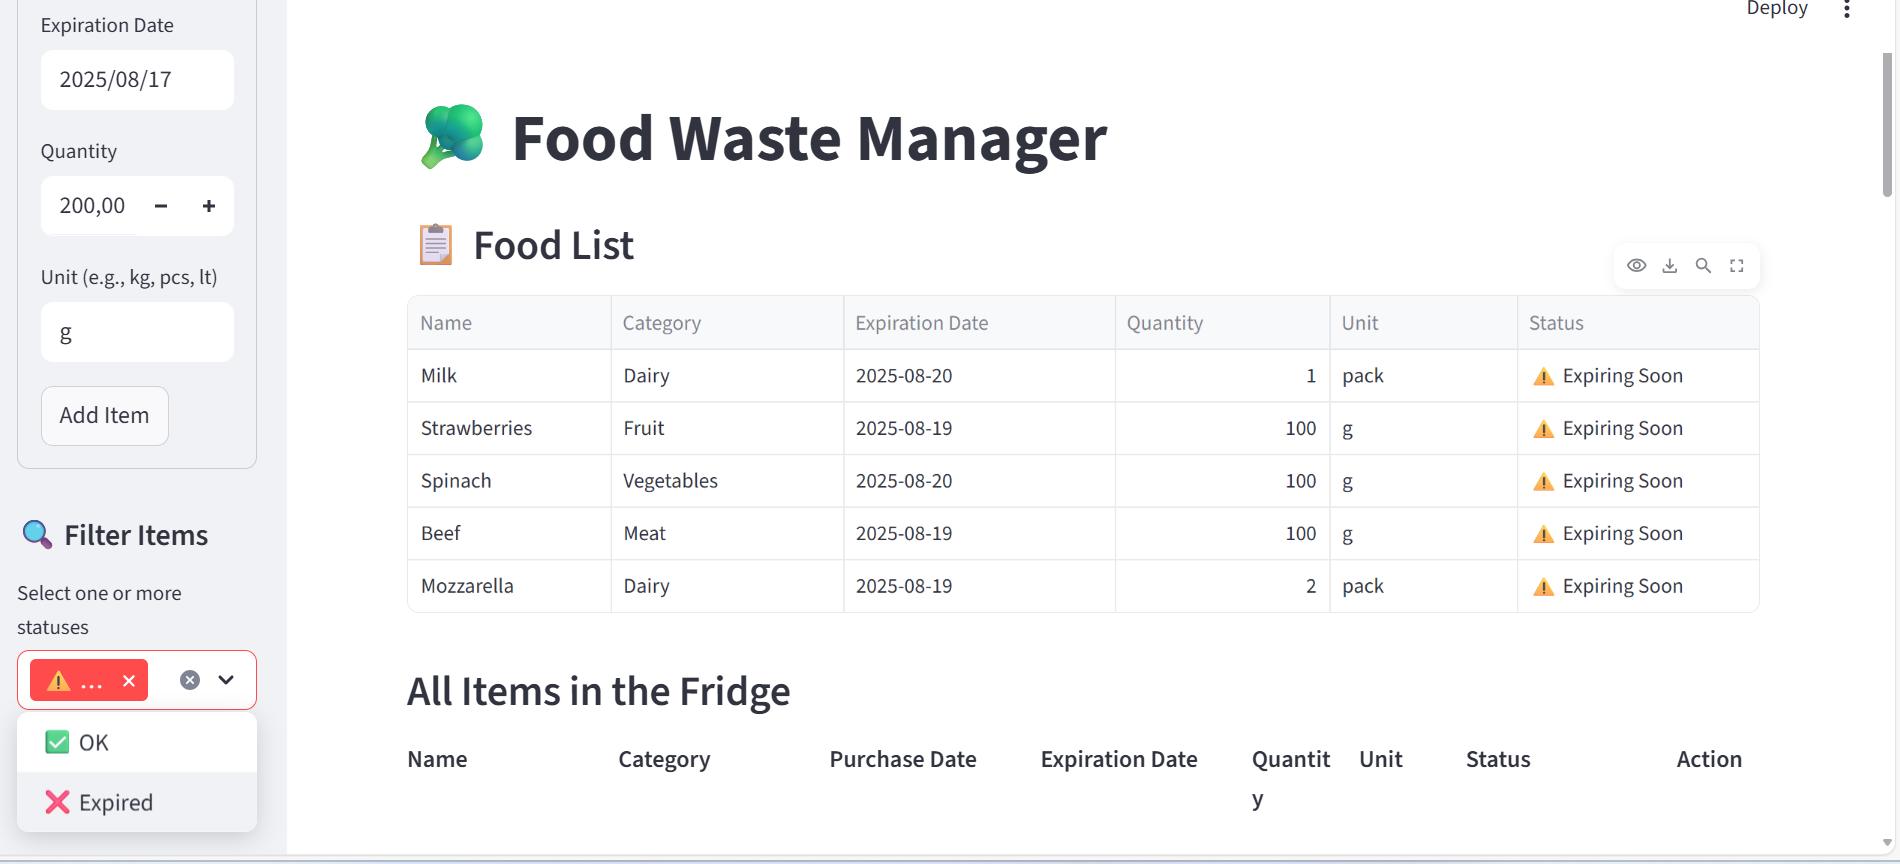 Expiration Date
2025/08/17
Quantity
200,00
Unit (e.g., kg, pcs, lt)
g
Add Item
Filter Items
Select one or more
statuses
...
OK
Expired
Deploy
Food Waste Manager
Food List
Name Category Expiration Date Quantity Unit Status
Milk Dairy 2025-08-20 1 pack Expiring Soon
Strawberries Fruit 2025-08-19 100 g Expiring Soon
Spinach Vegetables 2025-08-20 100 g Expiring Soon
Beef Meat 2025-08-19 100 g Expiring Soon
Mozzarella Dairy 2025-08-19 2 pack Expiring Soon
All Items in the Fridge
Name Category Purchase Date Expiration Date Quantit Unit Status Action
y